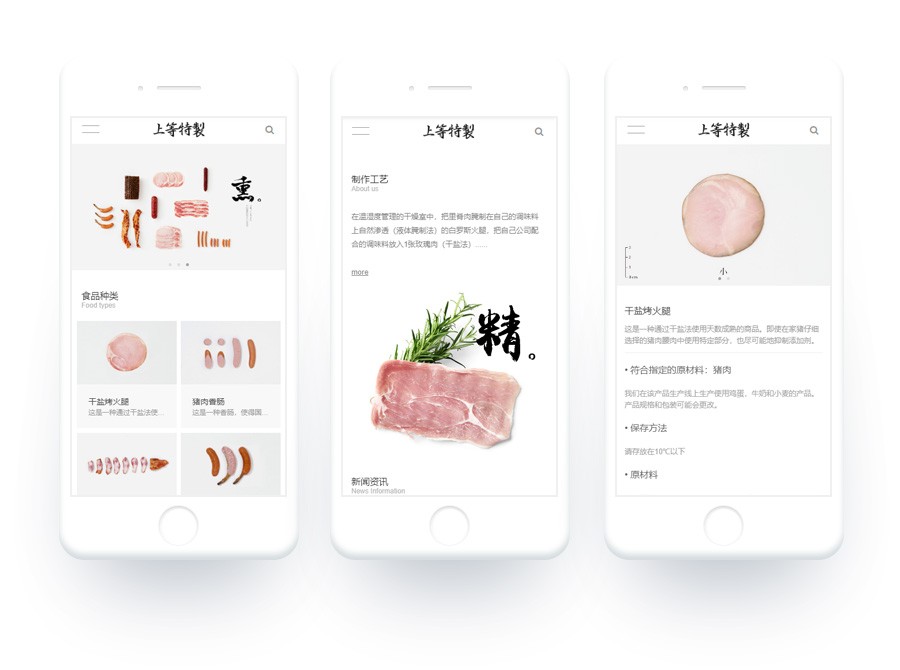 上等特製
熏。
食品种类
Food types
干盐烤火腿
这是一种通过干盐法使...
猪肉香肠
这是一种香肠，使得国...
上等特製
制作工艺
About us
在温湿度管理的干燥室中，把里脊肉腌制在自己的调味料
上自然渗透（液体腌制法）的白罗斯火腿，把自己公司配
合的调味料放入1张玫瑰肉（干盐法）......
more
精。
新闻资讯
News Information
上等特製
小
干盐烤火腿
这是一种通过干盐法使用天数成熟的商品。即使在家猪仔细
选择的猪肉腰肉中使用特定部分，也尽可能地抑制添加剂。
• 符合指定的原材料：猪肉
我们在该产品生产线上生产使用鸡蛋，牛奶和小麦的产品。
产品规格和包装可能会更改。
• 保存方法
请存放在10℃以下
• 原材料